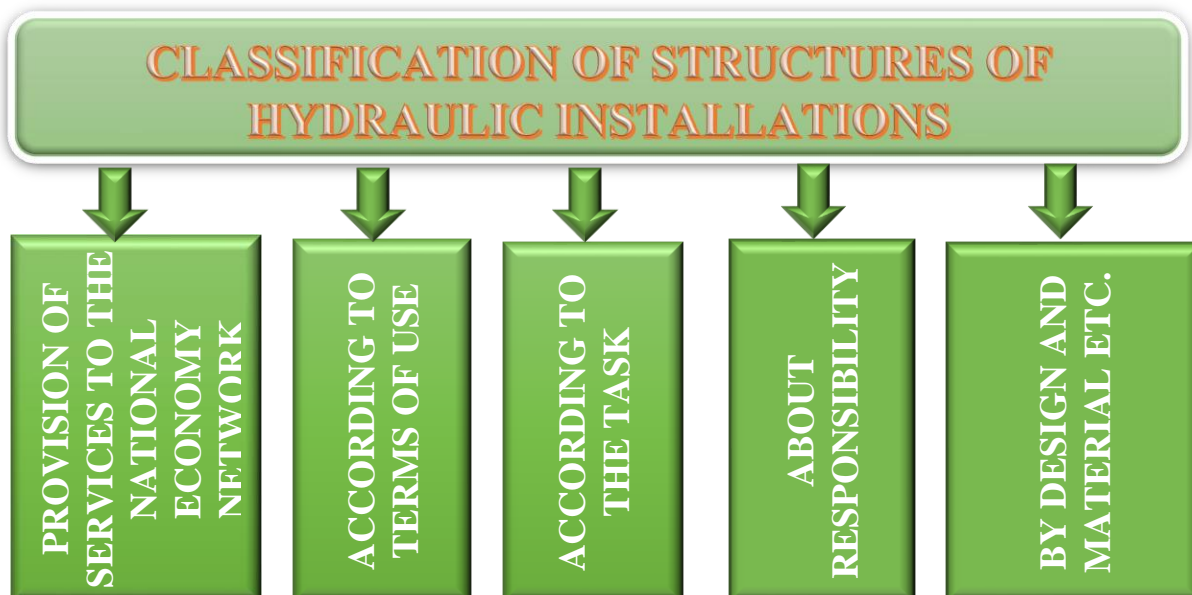 CLASSIFICATION OF STRUCTURES OF
HYDRAULIC INSTALLATIONS
PROVISION OF
SERVICES TO THE
NATIONAL
ECONOMY
NETWORK
ACCORDING TO
TERMS OF USE
ACCORDING TO
THE TASK
ABOUT
RESPONSIBILITY
BY DESIGN AND
MATERIAL ETC.